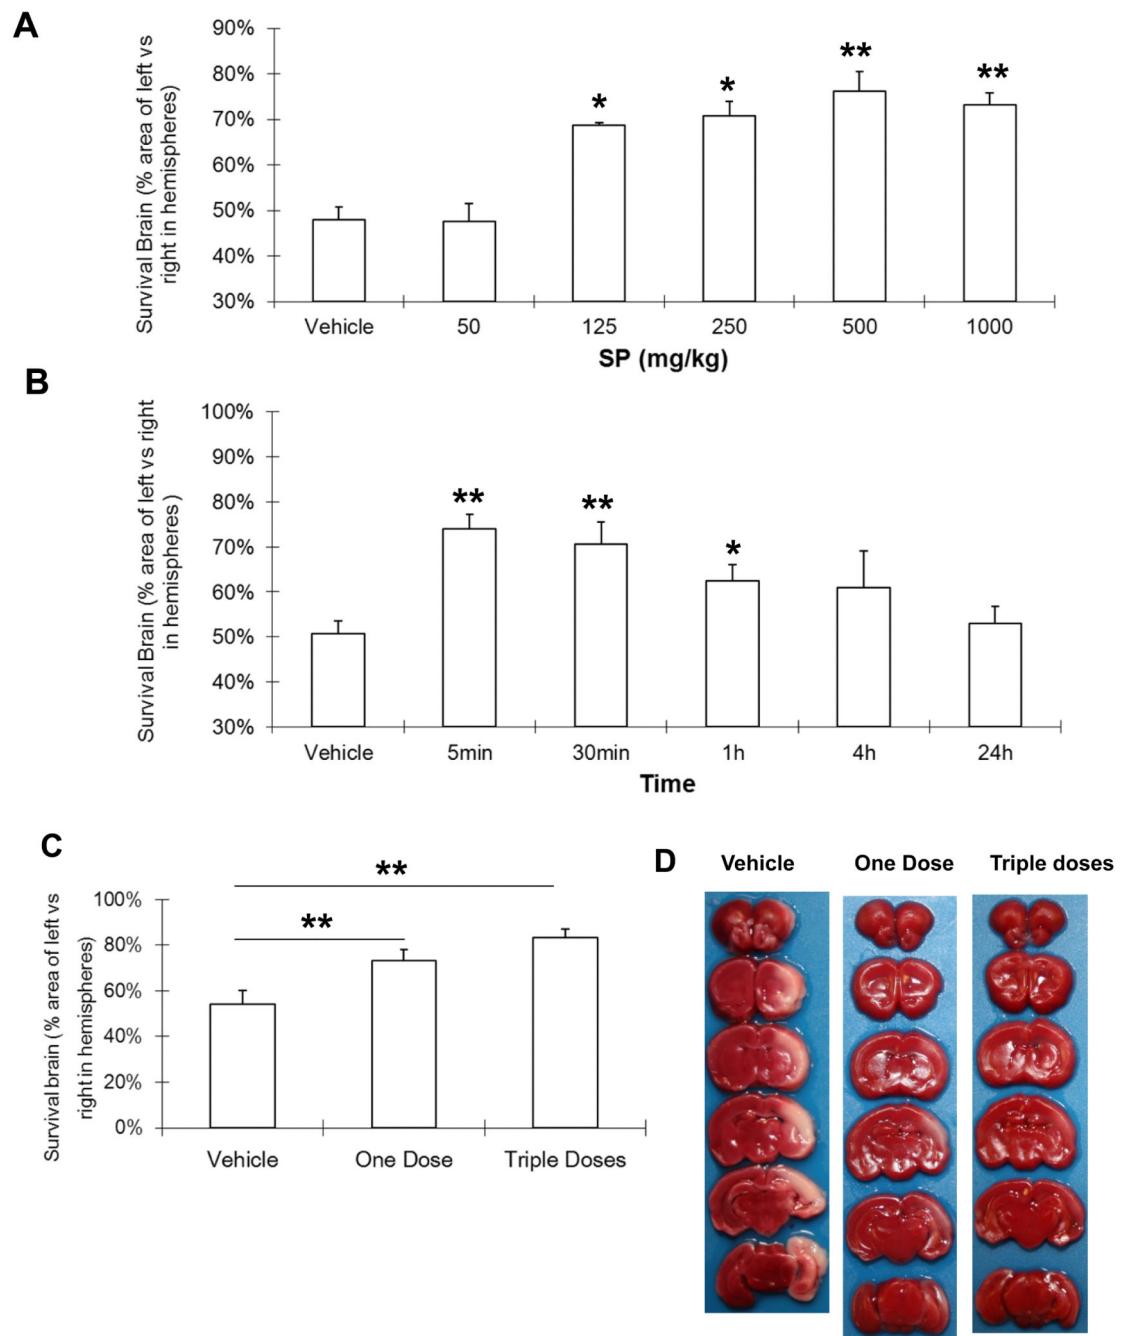 A
Survival Brain (% area of left vs
right in hemispheres)
90%
80%
70%
60%
50%
40%
30%
*
*
**
**
Vehicle
50
125
250
500
1000
SP (mg/kg)
B
Survival Brain (% area of left vs right
in hemispheres )
100%
90%
80%
70%
60%
50%
40%
30%
**
**
*
Vehicle
5min
30min
1h
4h
24h
Time
C
Survival brain (% area of left vs
right in hemispheres)
100%
80%
60%
40%
20%
0%
**
**
Vehicle
One Dose
Triple Doses
D
Vehicle
One Dose
Triple doses